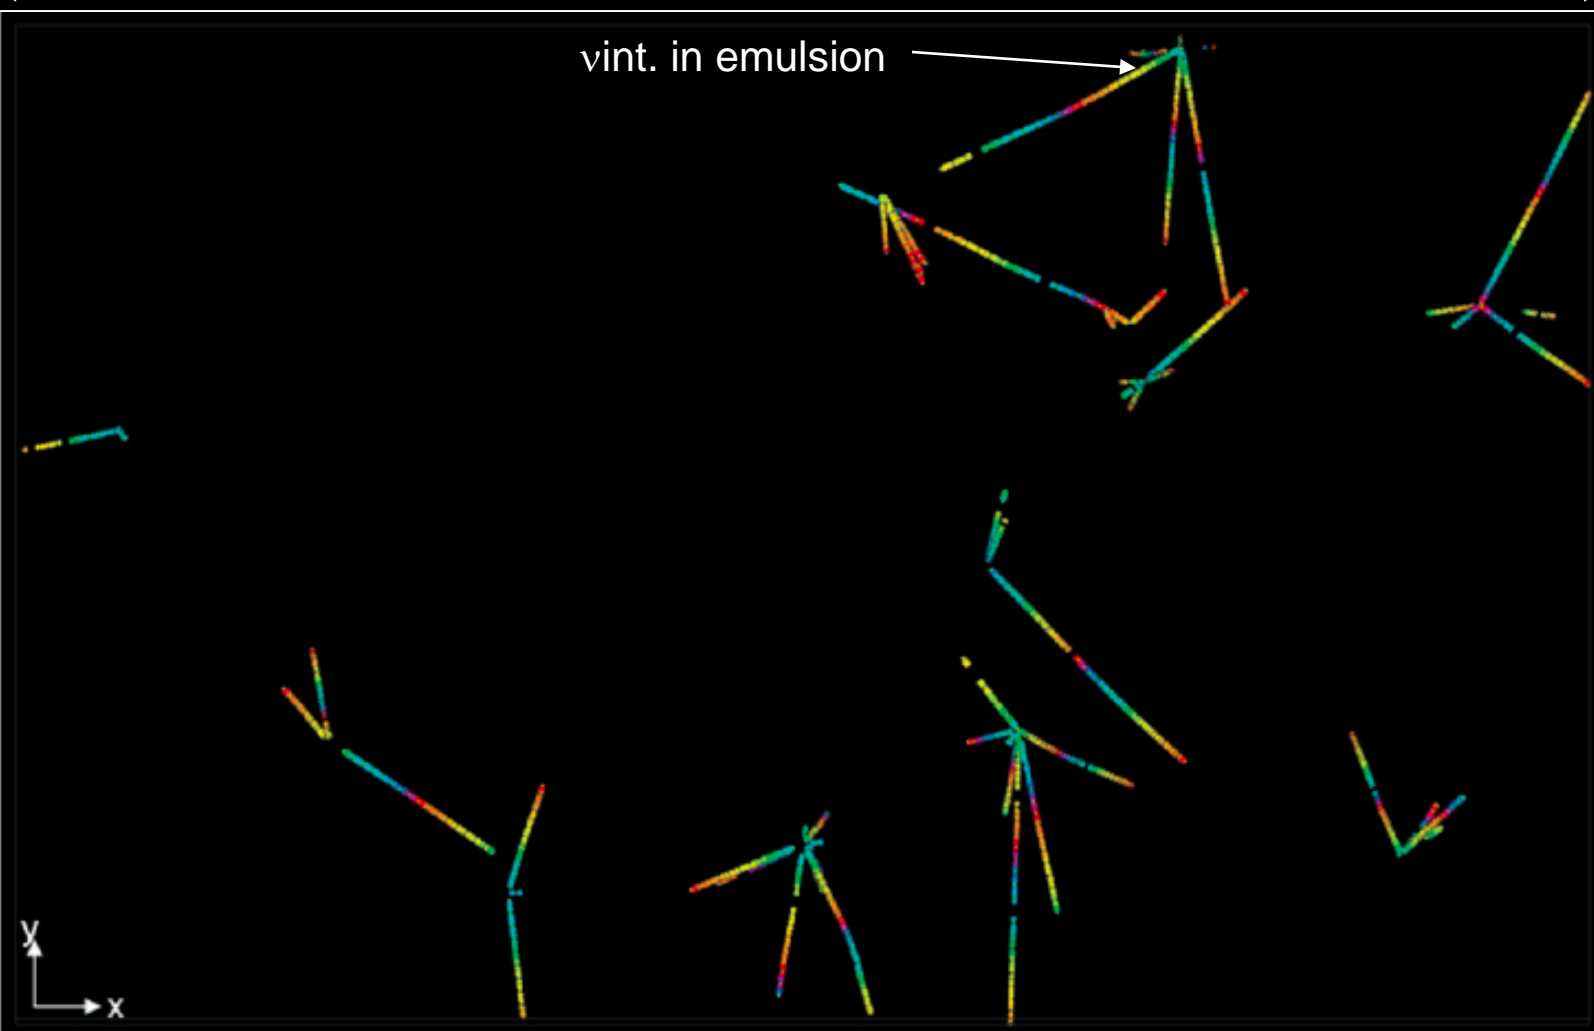 νint. in emulsion
y
x